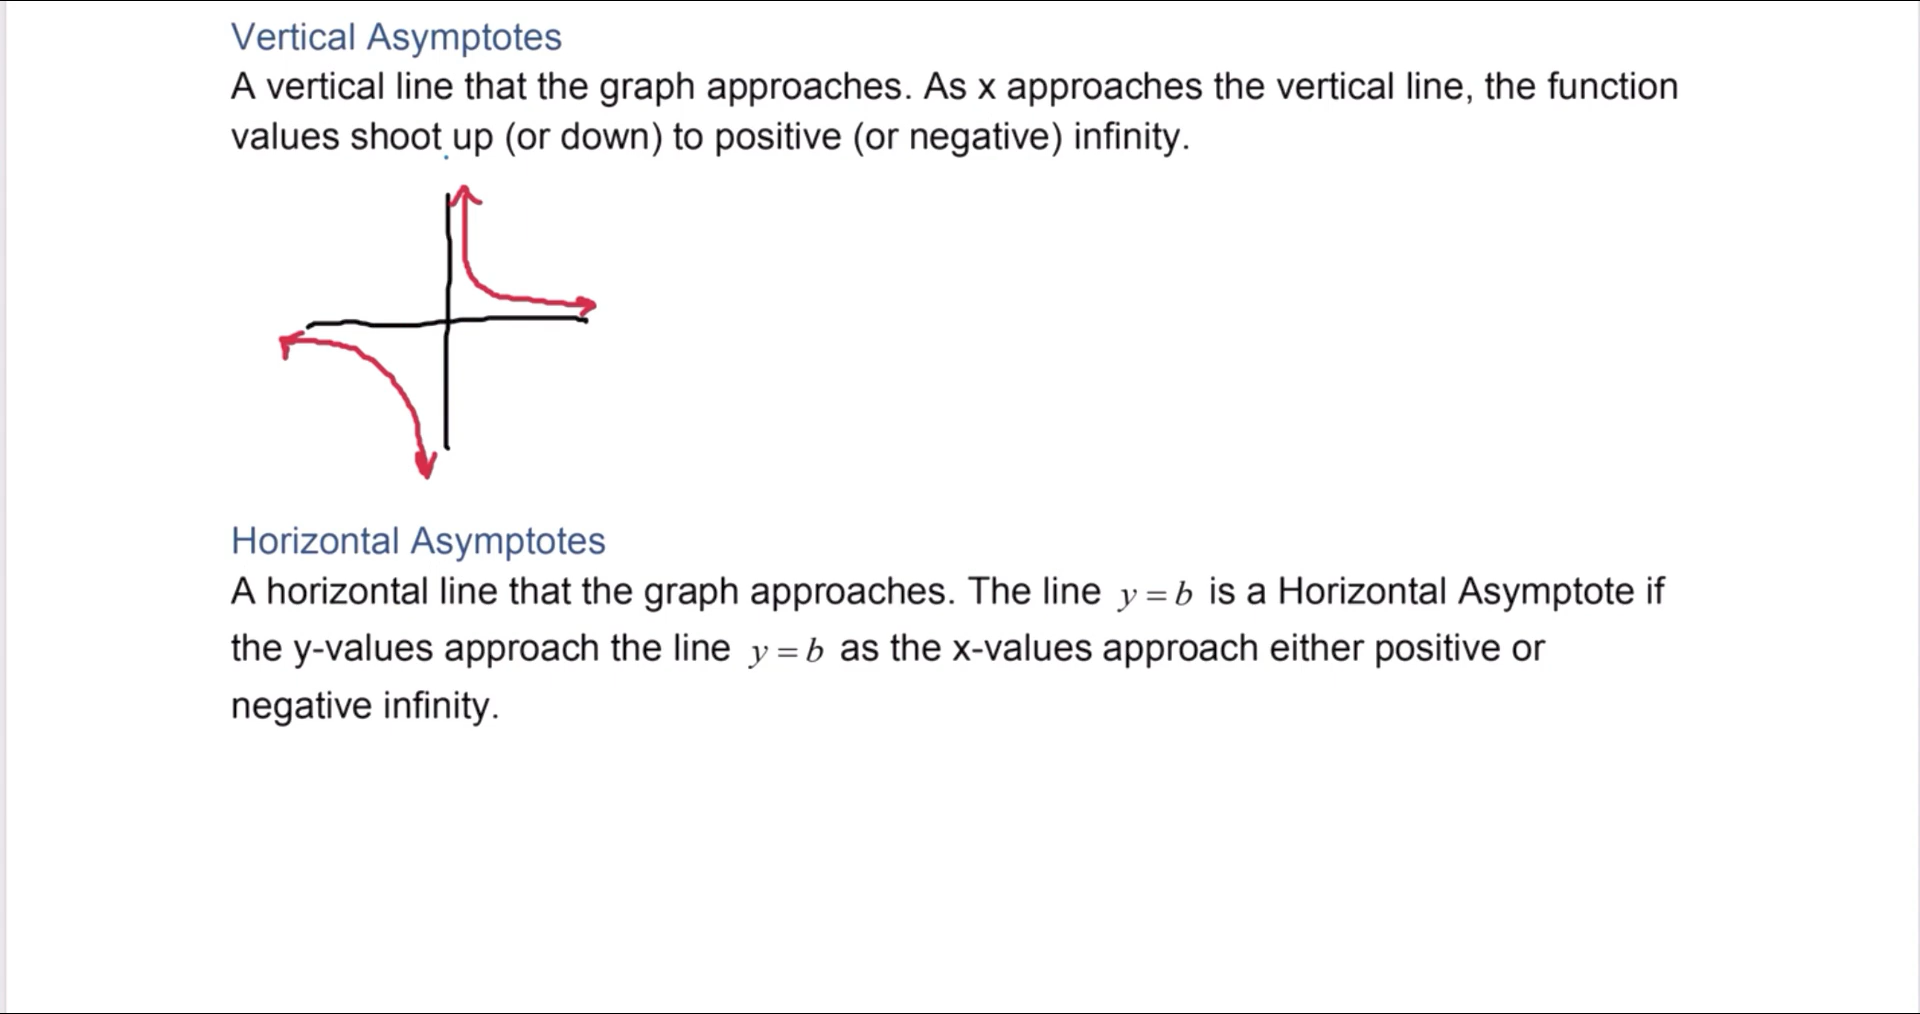 Vertical Asymptotes
A vertical line that the graph approaches. As x approaches the vertical line, the function
values shoot up (or down) to positive (or negative) infinity.
Horizontal Asymptotes
A horizontal line that the graph approaches. The line y = b is a Horizontal Asymptote if
the y-values approach the line y = b as the x-values approach either positive or
negative infinity.